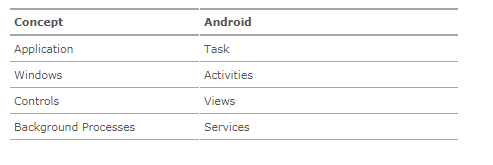 Concept Android
Application Task
Windows Activities
Controls Views
Background Processes Services